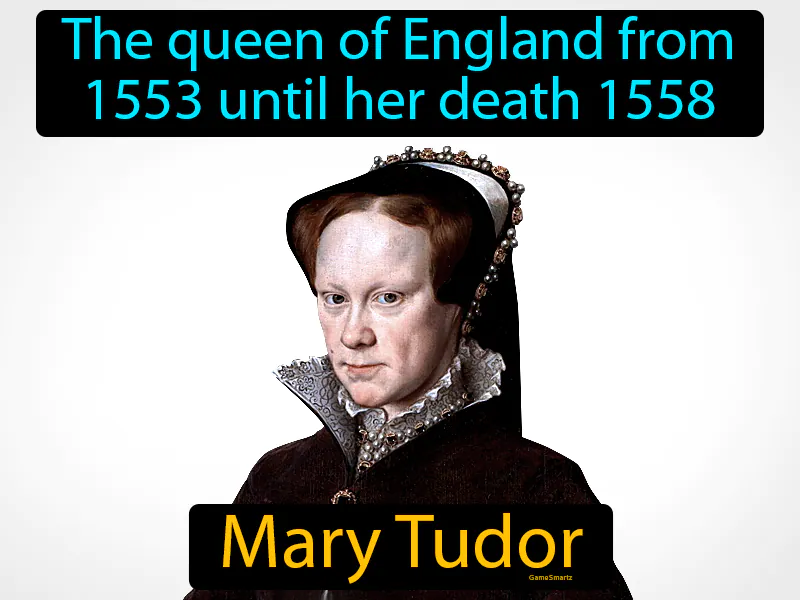 The queen of England from
1553 until her death 1558
Mary Tudor
GameSmartz